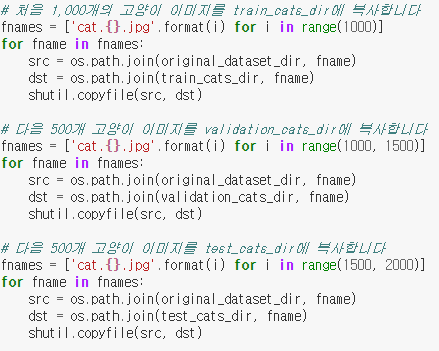 # 처음 1,000개의 고양이 이미지를 train_cats_dir에 복사합니다
fnames = ['cat.{}.jpg'.format(i) for i in range(1000)]
for fname in fnames:
    src = os.path.join(original_dataset_dir, fname)
    dst = os.path.join(train_cats_dir, fname)
    shutil.copyfile(src, dst)

# 다음 500개 고양이 이미지를 validation_cats_dir에 복사합니다
fnames = ['cat.{}.jpg'.format(i) for i in range(1000, 1500)]
for fname in fnames:
    src = os.path.join(original_dataset_dir, fname)
    dst = os.path.join(validation_cats_dir, fname)
    shutil.copyfile(src, dst)

# 다음 500개 고양이 이미지를 test_cats_dir에 복사합니다
fnames = ['cat.{}.jpg'.format(i) for i in range(1500, 2000)]
for fname in fnames:
    src = os.path.join(original_dataset_dir, fname)
    dst = os.path.join(test_cats_dir, fname)
    shutil.copyfile(src, dst)